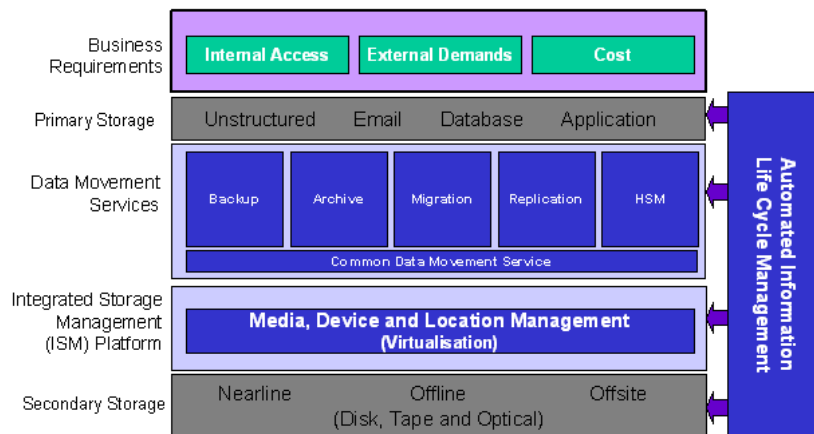 Business
Requirements
Internal Access
External Demands
Cost
Primary Storage
Unstructured
Email
Database
Application
Data Movement
Services
Backup
Archive
Migration
Replication
HSM
Common Data Movement Service
Integrated Storage
Management
(ISM) Platform
Media, Device and Location Management
(Virtualisation)
Secondary Storage
Nearline
Offline
Offsite
(Disk, Tape and Optical)
Automated Information
Life Cycle Management